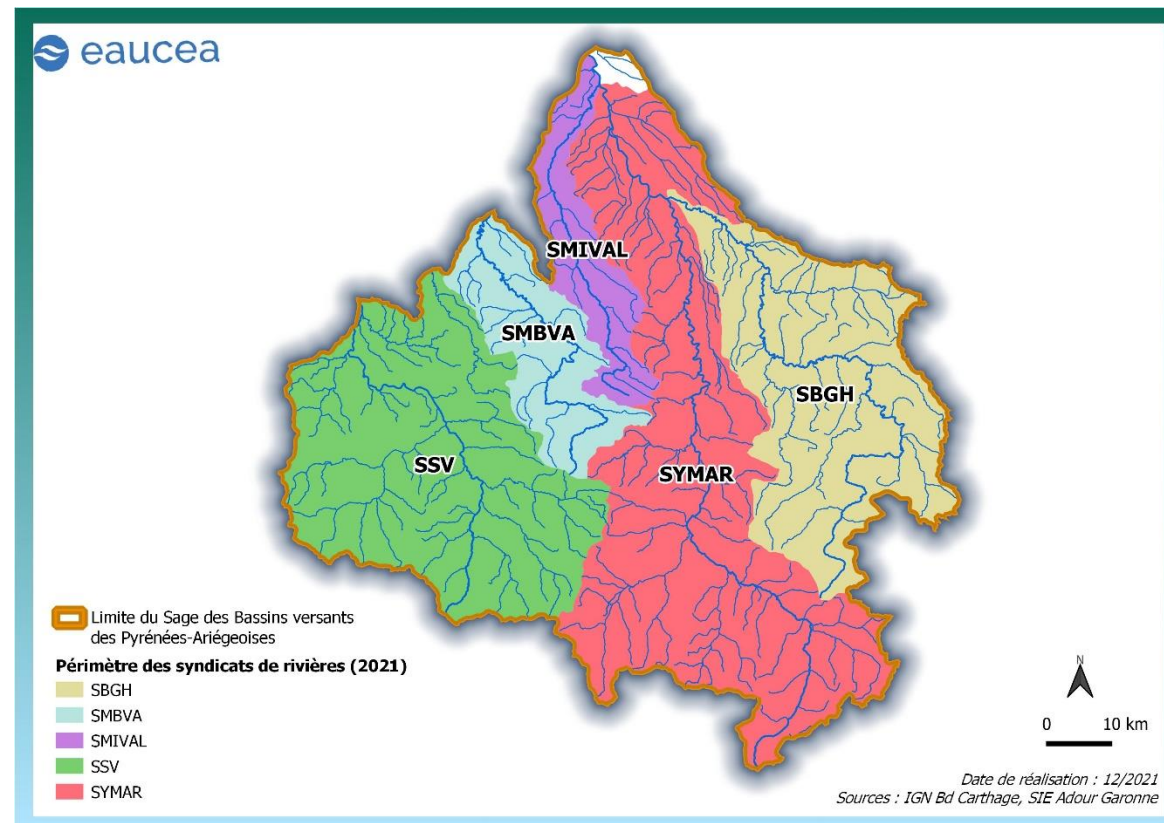 eaucea
SMIVAL
SMBVA
SBGH
SSV
SYMAR
Limite du Sage des Bassins versants
des Pyrénées-Ariégeoises
Périmètre des syndicats de rivières (2021)
SBGH
SMBVA
SMIVAL
SSV
SYMAR
N
0 10 km
Date de réalisation : 12/2021
Sources : IGN Bd Carthage, SIE Adour Garonne